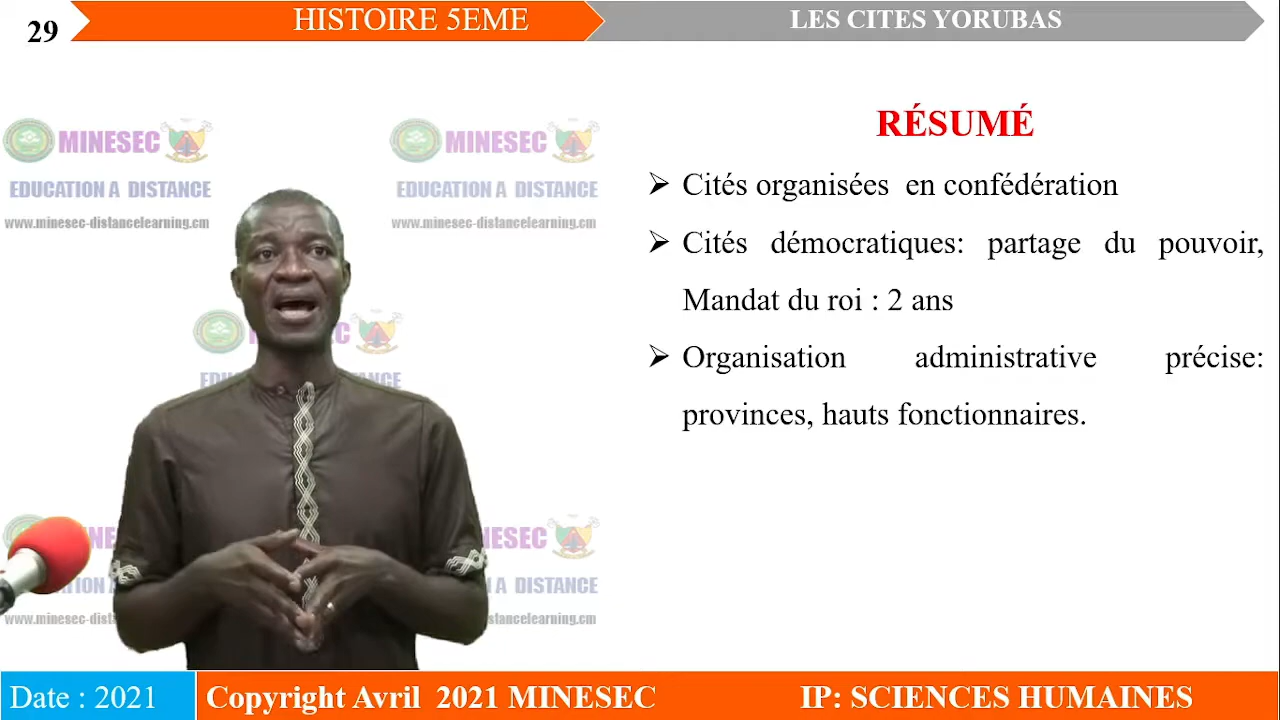 29
HISTOIRE 5EME
LES CITES YORUBAS
MINESEC
EDUCATION A DISTANCE
www.minesec-distancelearning.cm
MINESEC
EDUCATION A DISTANCE
www.minesec-distancelearning.cm
RÉSUMÉ
➢ Cités organisées en confédération
➢ Cités démocratiques: partage du pouvoir,
Mandat du roi : 2 ans
➢ Organisation administrative précise:
provinces, hauts fonctionnaires.
Date : 2021
Copyright Avril 2021 MINESEC
IP: SCIENCES HUMAINES